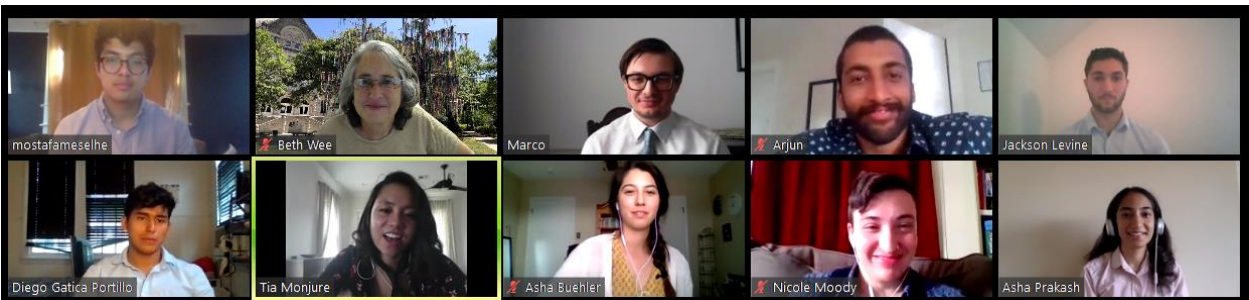 mostafameselhe
Beth Wee
Marco
Arjun
Jackson Levine
Diego Gatica Portillo
Tia Monjure
Asha Buehler
Nicole Moody
Asha Prakash